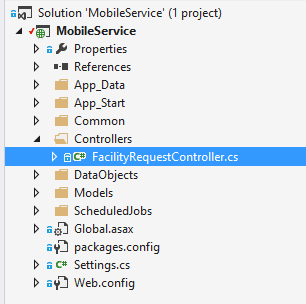 Solution 'MobileService' (1 project)
MobileService
Properties
References
App_Data
App_Start
Common
Controllers
C# FacilityRequestController.cs
DataObjects
Models
ScheduledJobs
Global.asax
packages.config
C# Settings.cs
Web.config